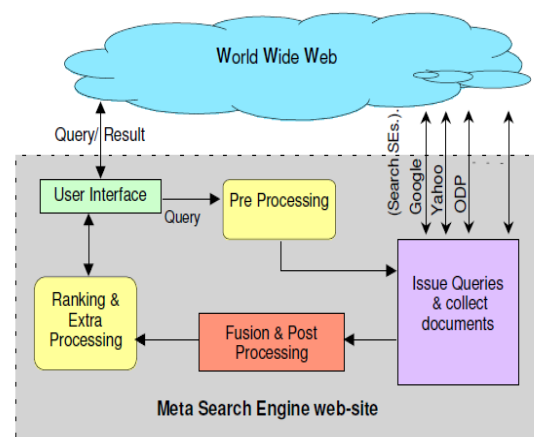 World Wide Web
Query/ Result
(Search.SEs.).
Google
Yahoo
ODP
User Interface
Query
Pre Processing
Issue Queries
& collect
documents
Ranking &
Extra
Processing
Fusion & Post
Processing
Meta Search Engine web-site